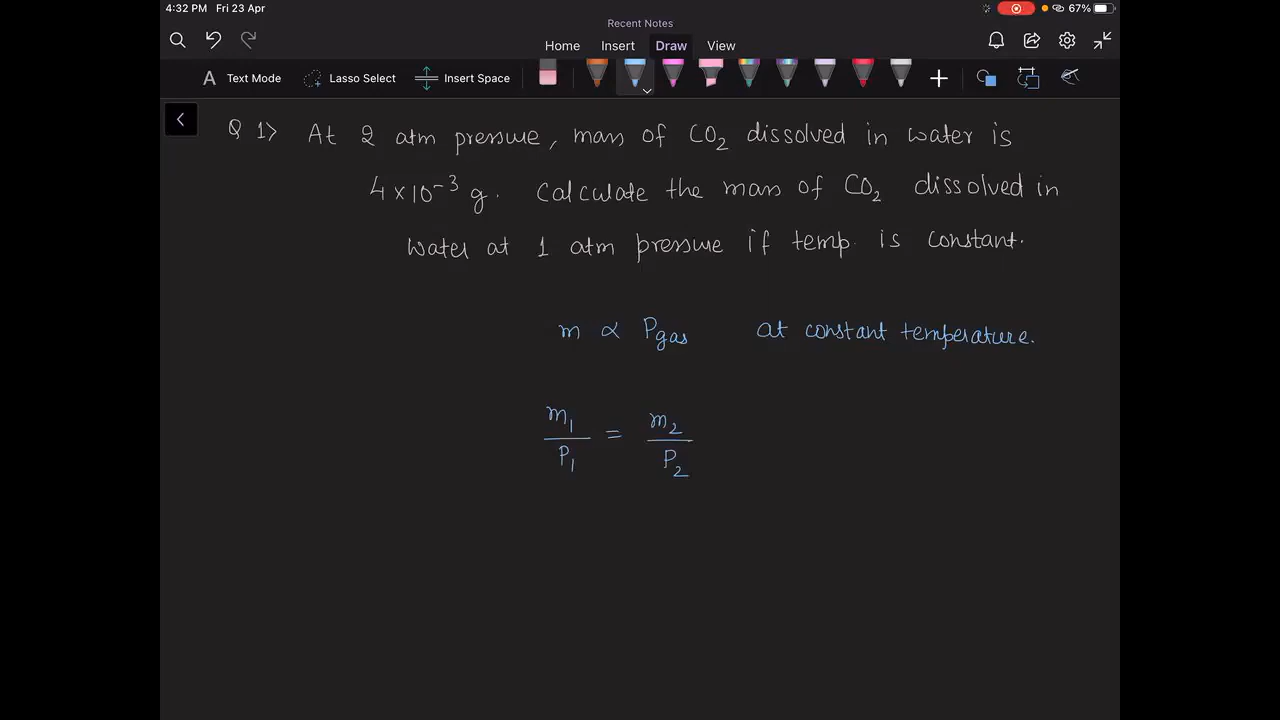 4:32 PM Fri 23 Apr
67%
Recent Notes
Home Insert Draw View
A Text Mode Lasso Select Insert Space
Q 1> At 2 atm pressure, mass of CO₂ dissolved in water is
4×10⁻³ g. Calculate the mass of CO₂ dissolved in
water at 1 atm pressure if temp. is constant.
m ∝ Pgas at constant temperature.
m₁/P₁ = m₂/P₂